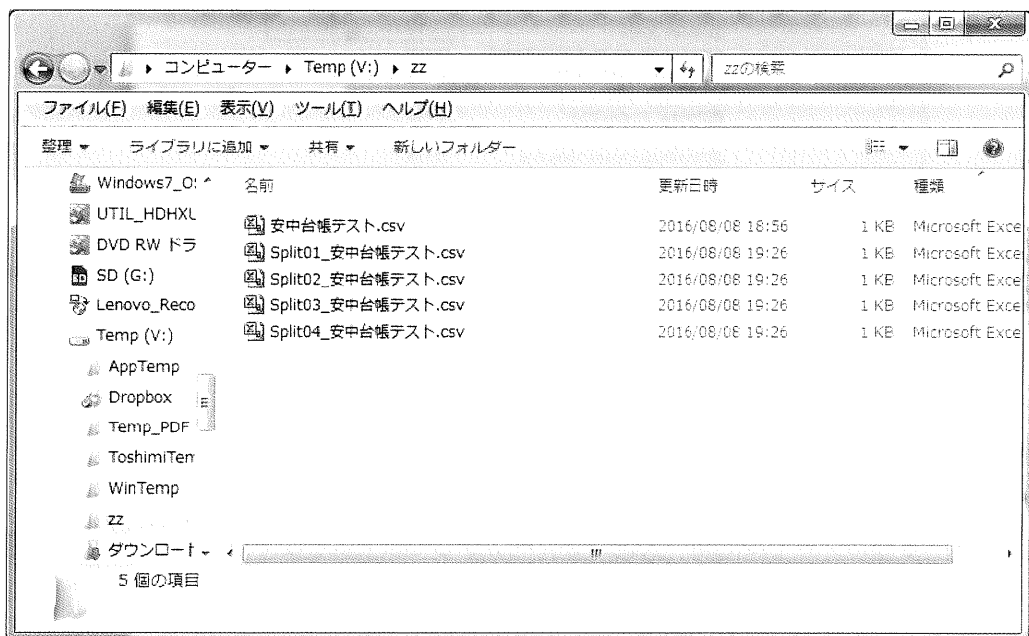 コンピューター ▸ Temp (V:) ▸ zz
zzの検索
ファイル(F) 編集(E) 表示(V) ツール(T) ヘルプ(H)
整理 ライブラリに追加 共有 新しいフォルダー
名前 更新日時 サイズ 種類
Windows7_O
UTIL_HDHXL
DVD RW ドラ
SD (G:)
Lenovo_Reco
Temp (V:)
AppTemp
Dropbox
Temp_PDF
ToshimiTem
WinTemp
zz
ダウンロード
安中台帳テスト.csv 2016/08/08 18:56 1 KB Microsoft Exce
Split01_安中台帳テスト.csv 2016/08/08 19:26 1 KB Microsoft Exce
Split02_安中台帳テスト.csv 2016/08/08 19:26 1 KB Microsoft Exce
Split03_安中台帳テスト.csv 2016/08/08 19:26 1 KB Microsoft Exce
Split04_安中台帳テスト.csv 2016/08/08 19:26 1 KB Microsoft Exce
5 個の項目